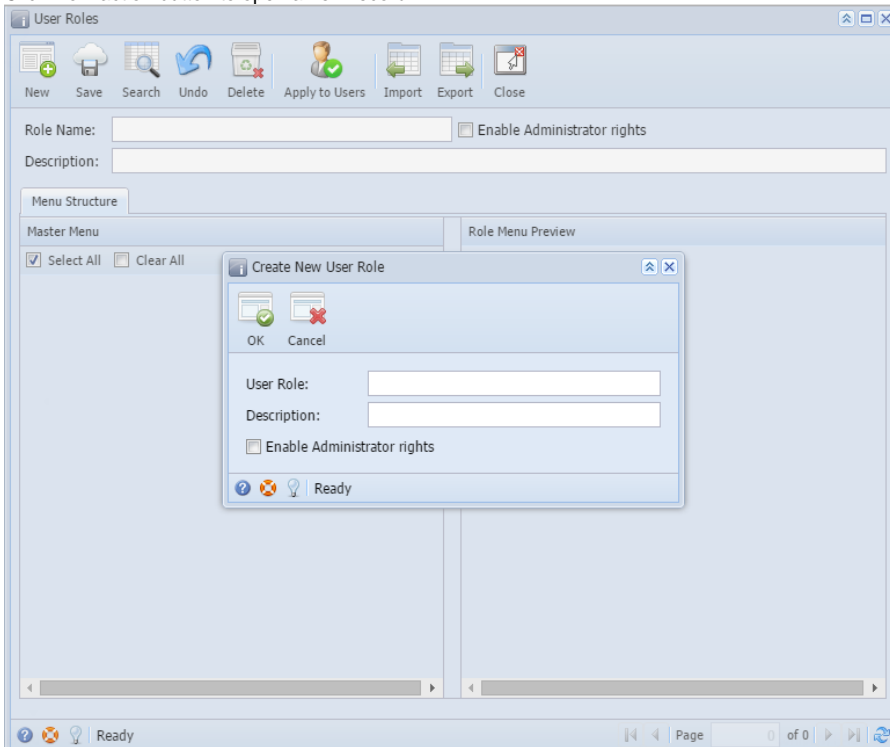 User Roles
New Save Search Undo Delete Apply to Users Import Export Close
Role Name: Enable Administrator rights
Description:
Menu Structure
Master Menu Role Menu Preview
Select All Clear All
Create New User Role
OK Cancel
User Role:
Description:
Enable Administrator rights
Ready
Ready Page 0 of 0